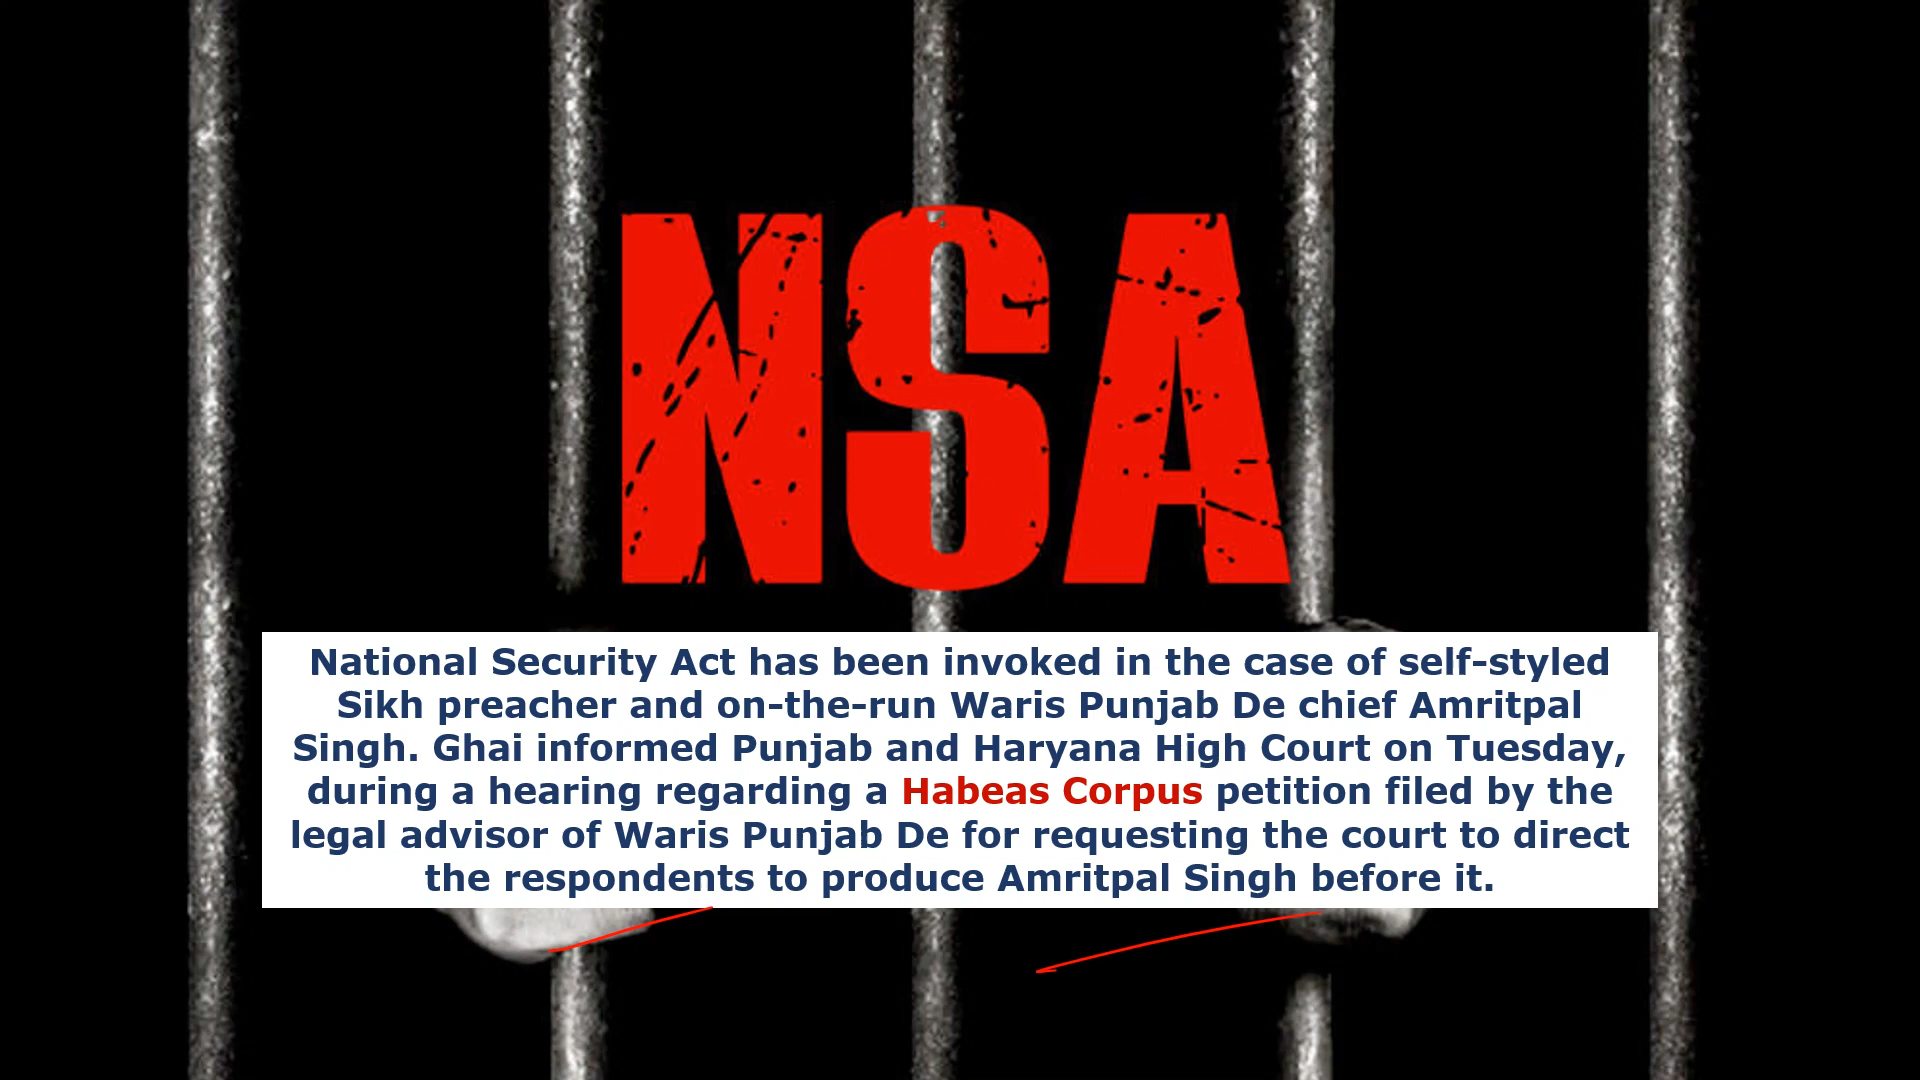 NSA
National Security Act has been invoked in the case of self-styled
Sikh preacher and on-the-run Waris Punjab De chief Amritpal
Singh. Ghai informed Punjab and Haryana High Court on Tuesday,
during a hearing regarding a Habeas Corpus petition filed by the
legal advisor of Waris Punjab De for requesting the court to direct
the respondents to produce Amritpal Singh before it.